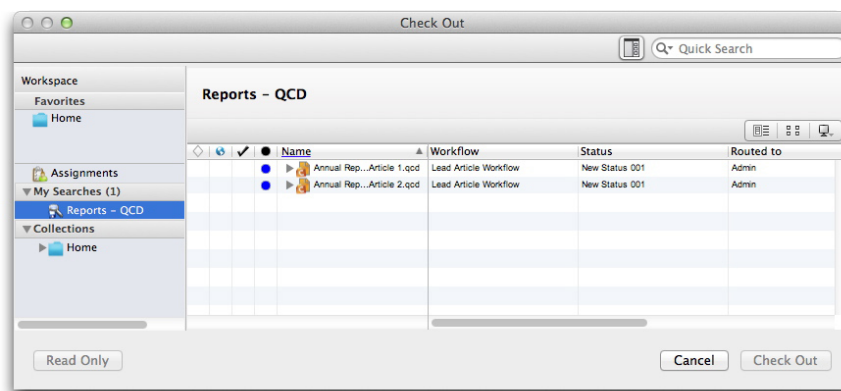 Check Out
Quick Search
Workspace
Favorites
Home
Assignments
My Searches (1)
Reports - QCD
Collections
Home
Reports - QCD
Name Workflow Status Routed to
Annual Rep...Article 1.qcd Lead Article Workflow New Status 001 Admin
Annual Rep...Article 2.qcd Lead Article Workflow New Status 001 Admin
Read Only Cancel Check Out